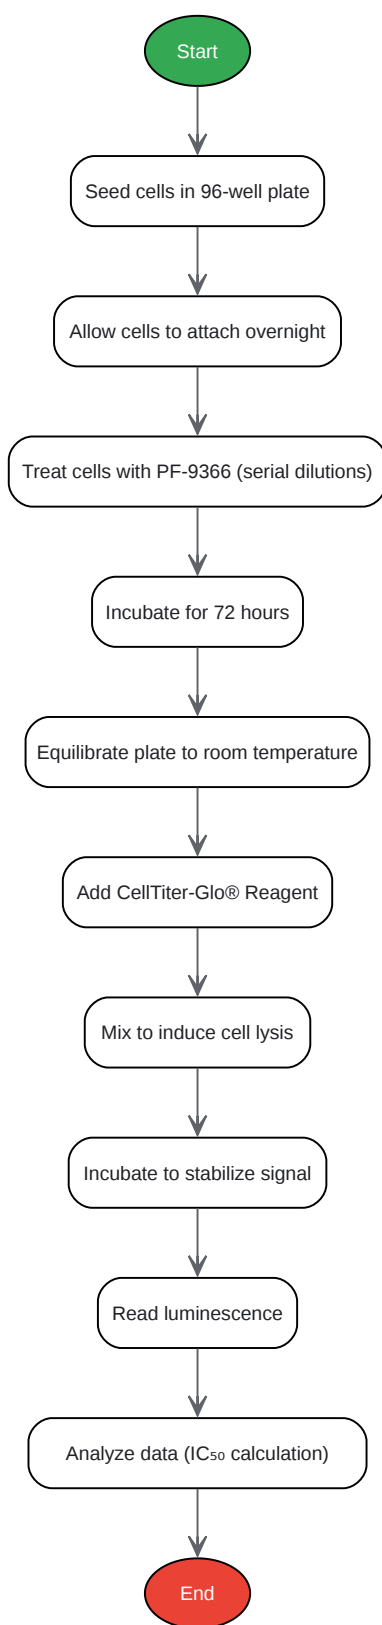 Start
Seed cells in 96-well plate
Allow cells to attach overnight
Treat cells with PF-9366 (serial dilutions)
Incubate for 72 hours
Equilibrate plate to room temperature
Add CellTiter-Glo® Reagent
Mix to induce cell lysis
Incubate to stabilize signal
Read luminescence
Analyze data (IC₅₀ calculation)
End